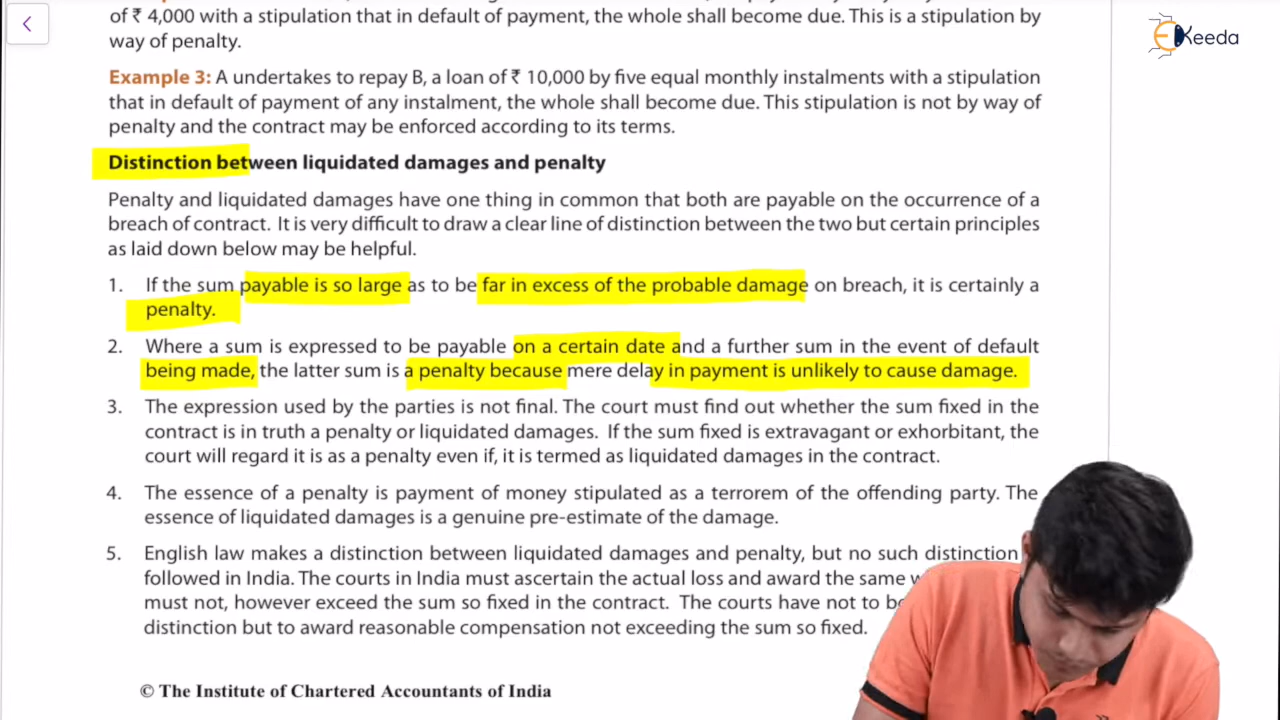 of ₹ 4,000 with a stipulation that in default of payment, the whole shall become due. This is a stipulation by
way of penalty.
Keeda
Example 3: A undertakes to repay B, a loan of ₹ 10,000 by five equal monthly instalments with a stipulation
that in default of payment of any instalment, the whole shall become due. This stipulation is not by way of
penalty and the contract may be enforced according to its terms.
Distinction between liquidated damages and penalty
Penalty and liquidated damages have one thing in common that both are payable on the occurrence of a
breach of contract. It is very difficult to draw a clear line of distinction between the two but certain principles
as laid down below may be helpful.
1. If the sum payable is so large as to be far in excess of the probable damage on breach, it is certainly a
penalty.
2. Where a sum is expressed to be payable on a certain date and a further sum in the event of default
being made, the latter sum is a penalty because mere delay in payment is unlikely to cause damage.
3. The expression used by the parties is not final. The court must find out whether the sum fixed in the
contract is in truth a penalty or liquidated damages. If the sum fixed is extravagant or exhorbitant, the
court will regard it is as a penalty even if, it is termed as liquidated damages in the contract.
4. The essence of a penalty is payment of money stipulated as a terrorem of the offending party. The
essence of liquidated damages is a genuine pre-estimate of the damage.
5. English law makes a distinction between liquidated damages and penalty, but no such distinction
followed in India. The courts in India must ascertain the actual loss and award the same
must not, however exceed the sum so fixed in the contract. The courts have not to
distinction but to award reasonable compensation not exceeding the sum so fixed.
© The Institute of Chartered Accountants of India